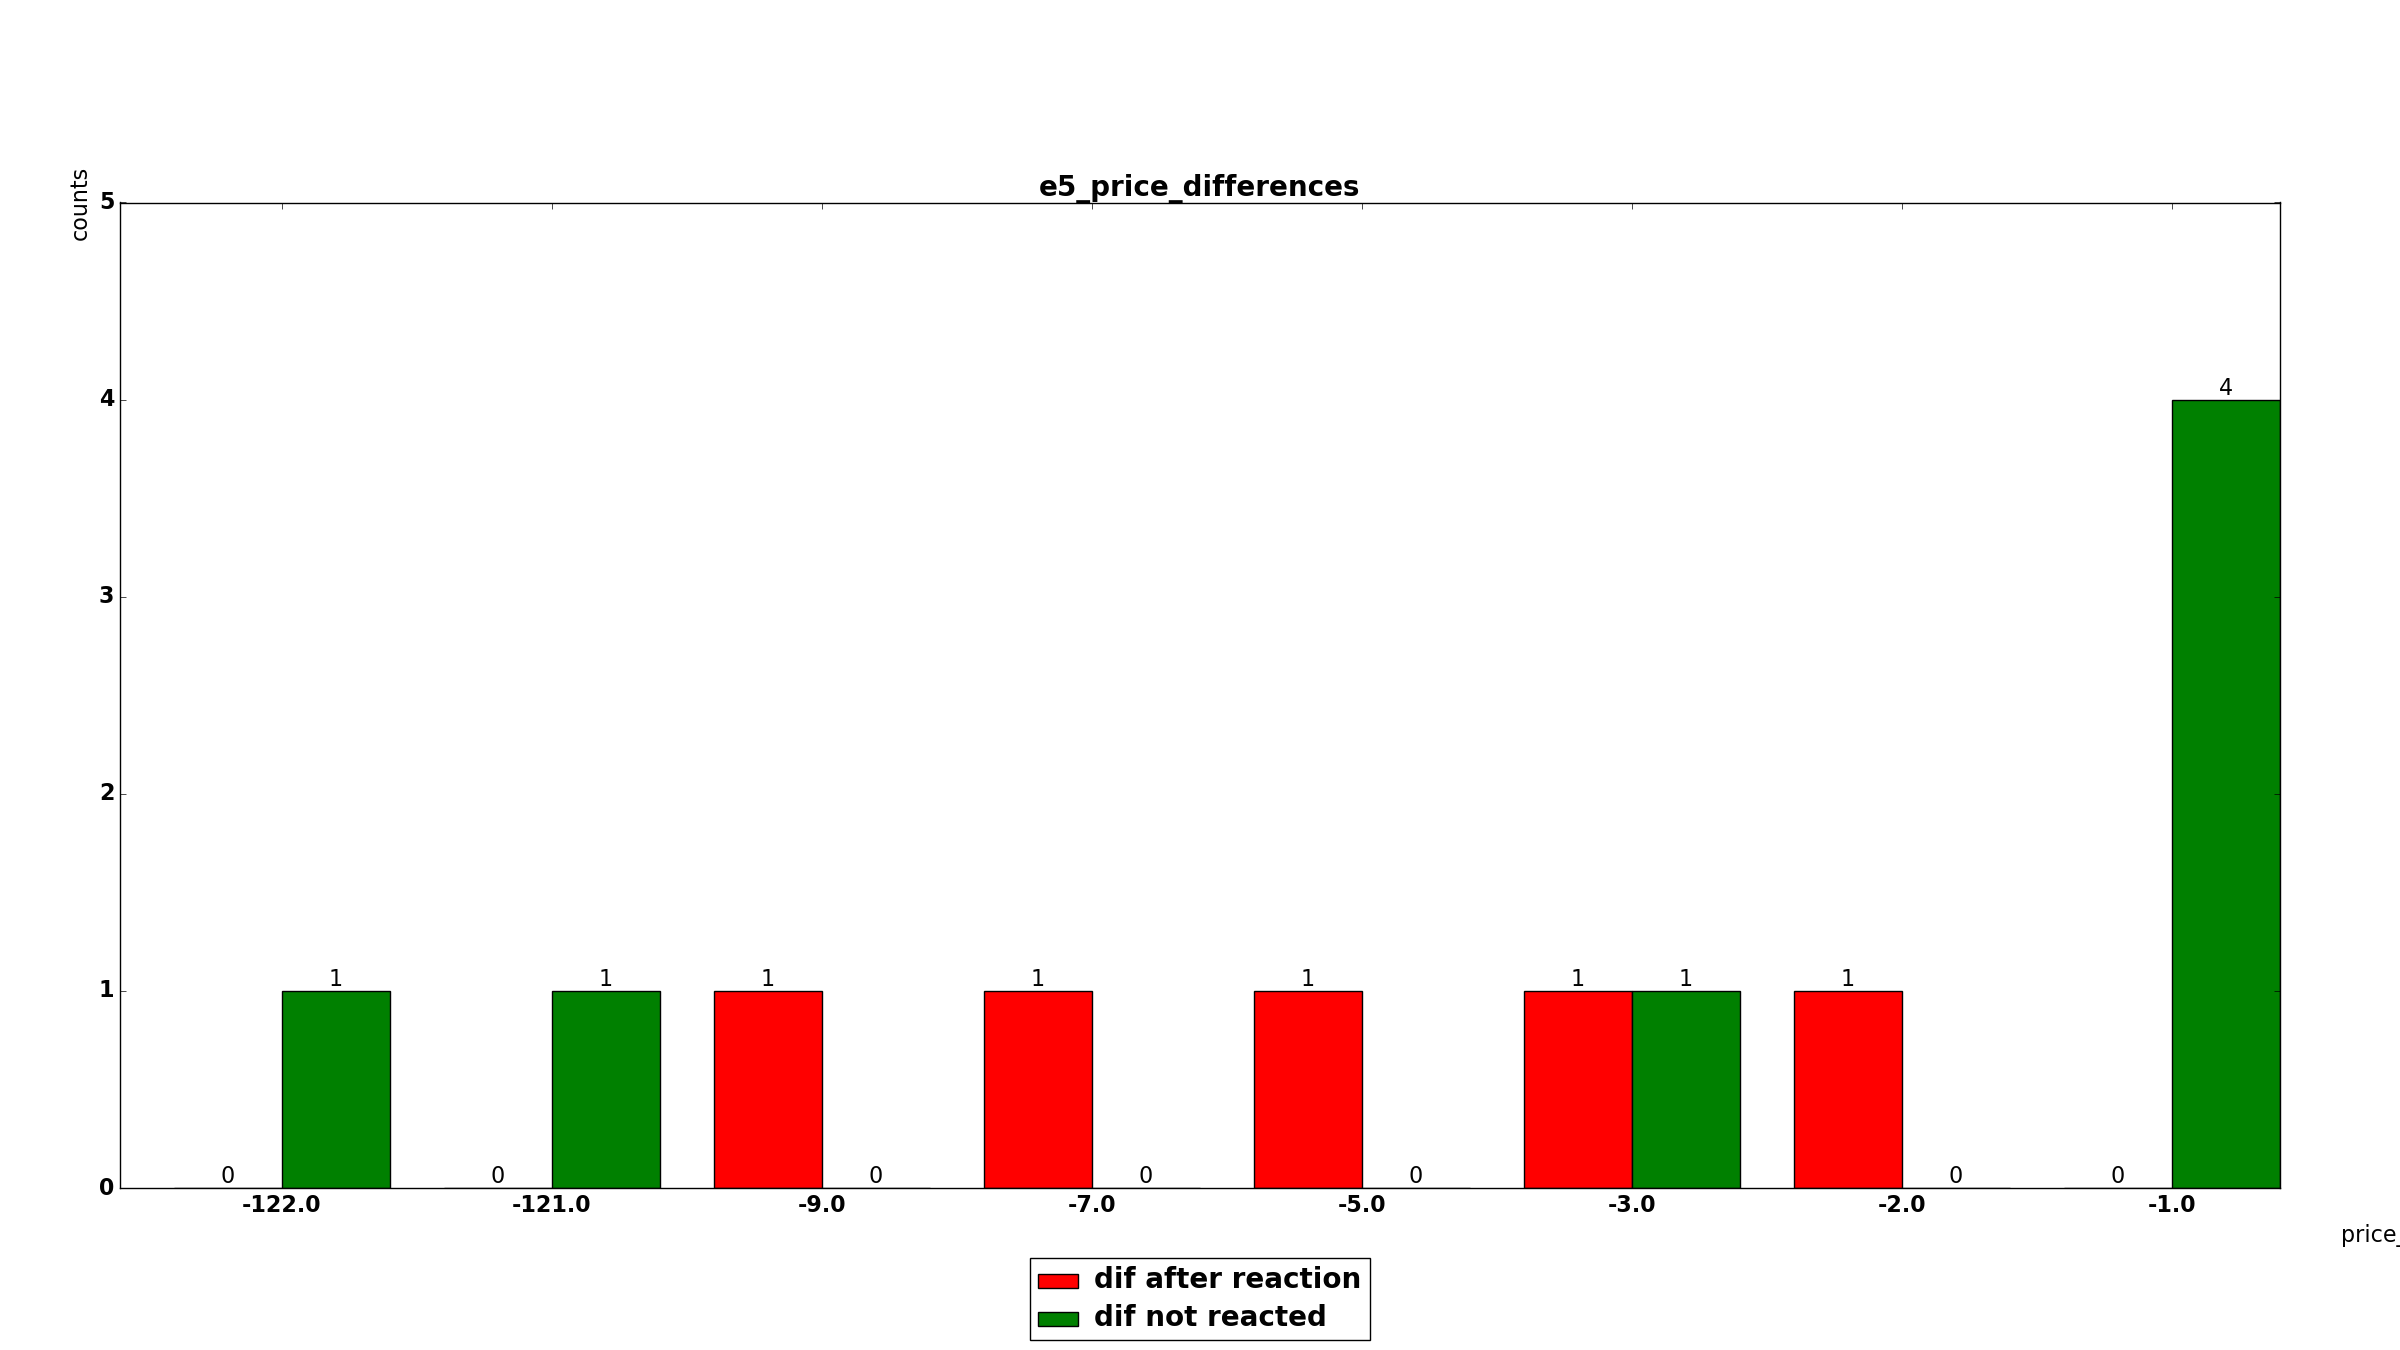 e5_price_differences
counts
5
4
3
2
1
0
4
1 1 1 1 1 1 1 1
0 0 0 0 0 0 0
-122.0 -121.0 -9.0 -7.0 -5.0 -3.0 -2.0 -1.0
price_
dif after reaction
dif not reacted